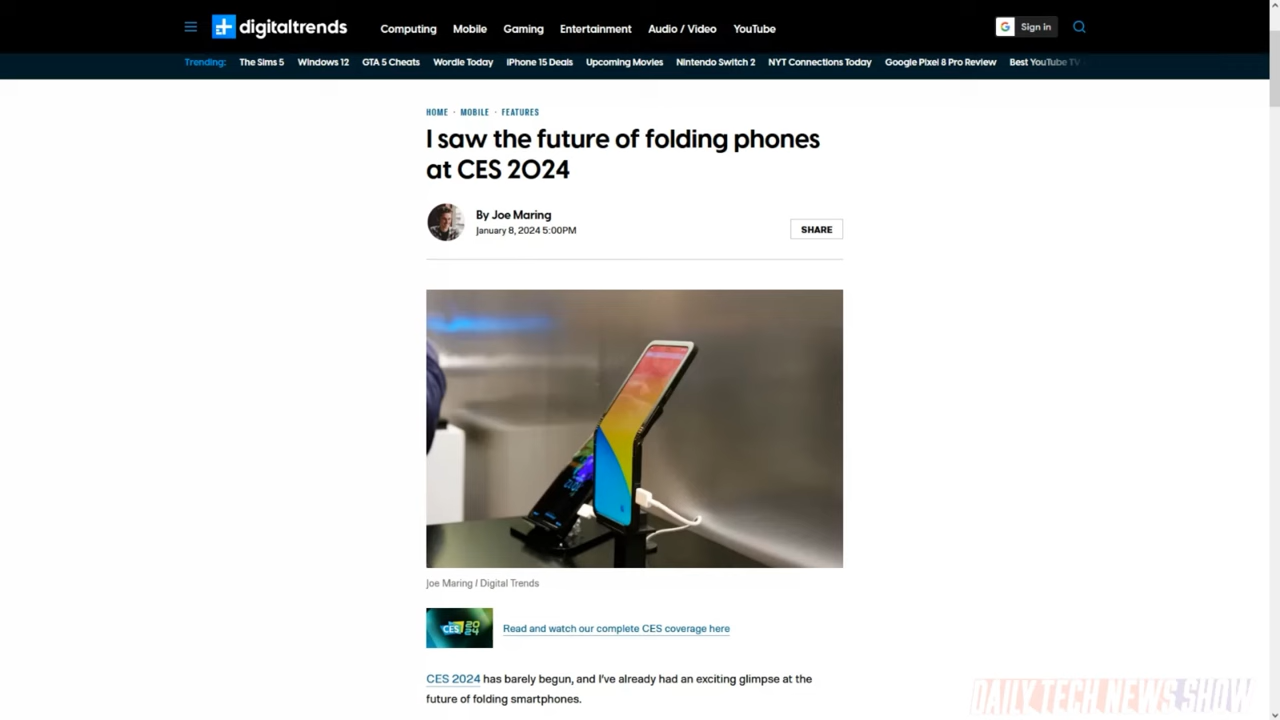 digitaltrends
Computing Mobile Gaming Entertainment Audio / Video YouTube
G Sign in
Trending: The Sims 5 Windows 12 GTA 5 Cheats Wordle Today iPhone 15 Deals Upcoming Movies Nintendo Switch 2 NYT Connections Today Google Pixel 8 Pro Review Best YouTube TV
HOME · MOBILE · FEATURES
I saw the future of folding phones
at CES 2024
By Joe Maring
January 8, 2024 5:00PM
SHARE
Joe Maring / Digital Trends
CES 2024
Read and watch our complete CES coverage here
CES 2024 has barely begun, and I've already had an exciting glimpse at the
future of folding smartphones.
DAILY TECH NEWS SHOW